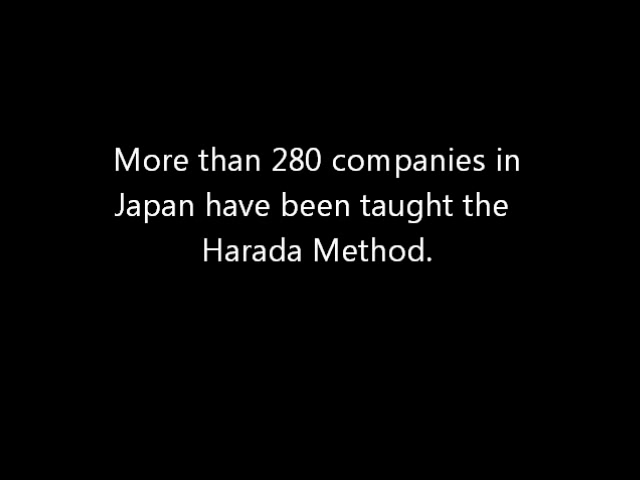 More than 280 companies in
Japan have been taught the
Harada Method.